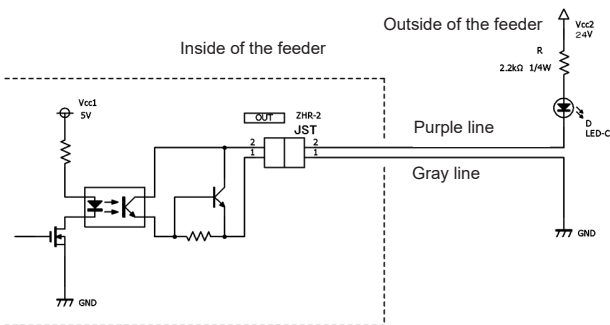 Outside of the feeder
Vcc2
24V
Inside of the feeder
R
2.2kΩ 1/4W
Vcc1
5V
OUT
ZHR-2
JST
D
LED-C
2
2
Purple line
1
1
Gray line
GND
GND